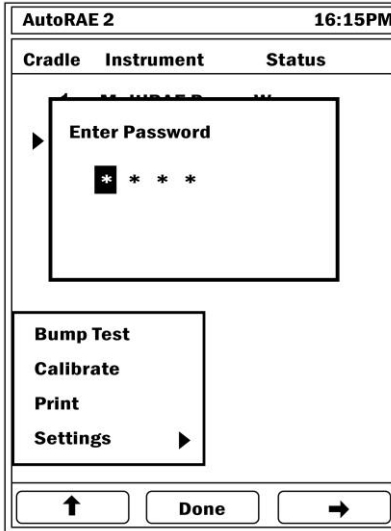 AutoRAE 2 16:15PM
Cradle Instrument Status
Enter Password
* * * *
Bump Test
Calibrate
Print
Settings
Done